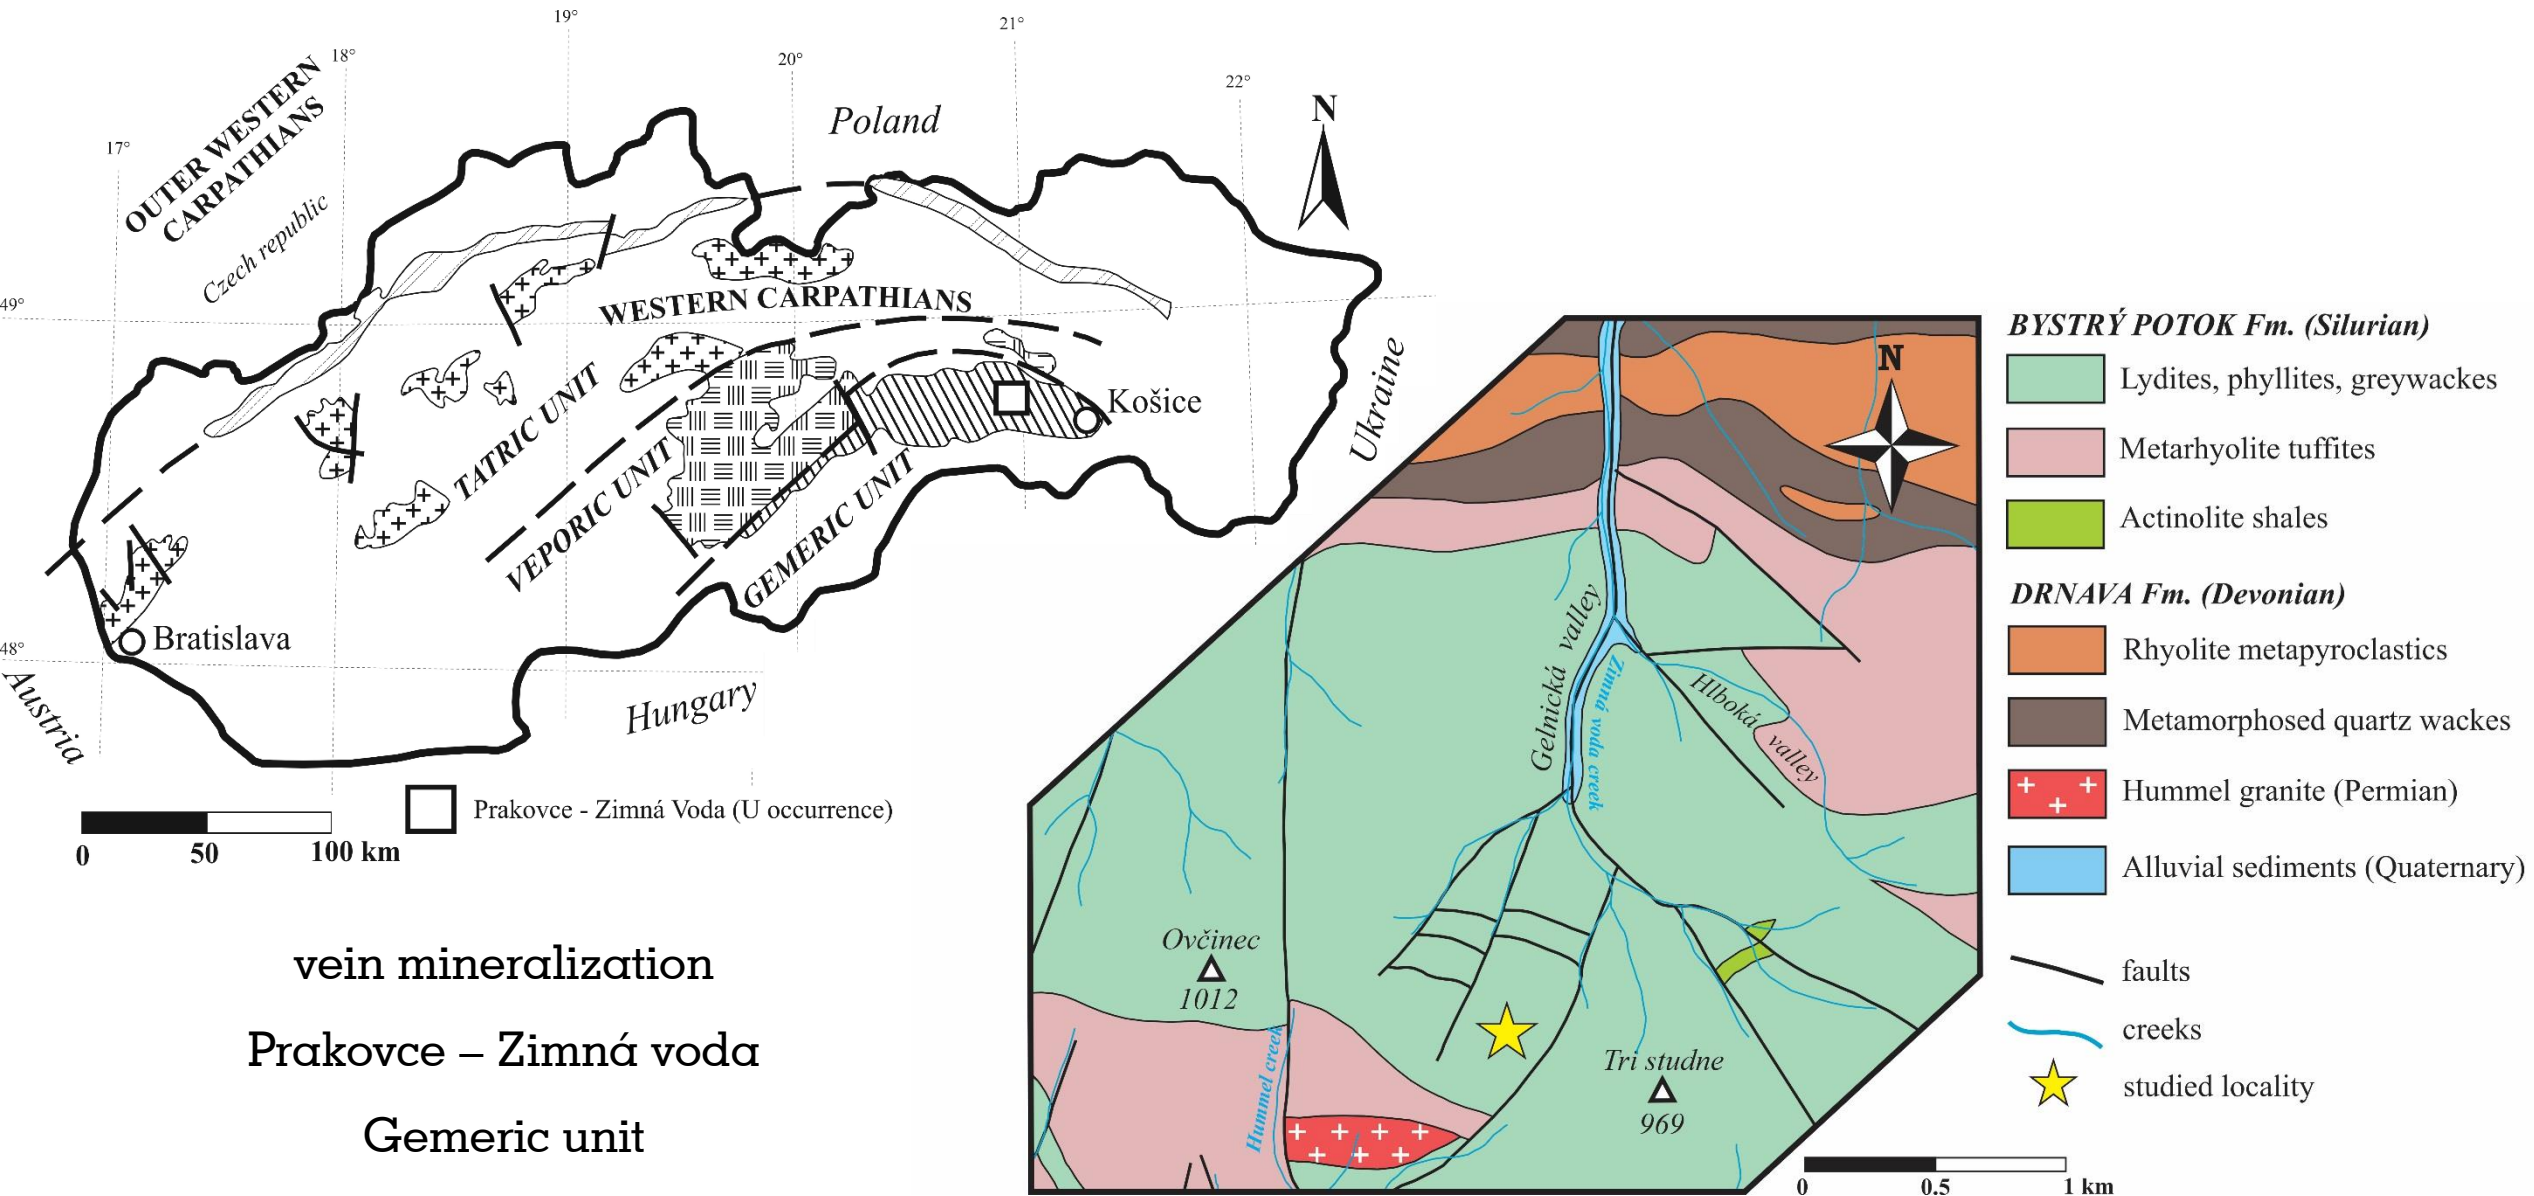 19°
21°
18°
20°
22°
17°
49°
48°
OUTER WESTERN
CARPATHIANS
Czech republic
Poland
N
WESTERN CARPATHIANS
TATRIC UNIT
VEPORIC UNIT
GEMERIC UNIT
Košice
Ukraine
Bratislava
Austria
Hungary
0 50 100 km
Prakovce - Zimná Voda (U occurrence)
vein mineralization
Prakovce – Zimná voda
Gemeric unit
N
Gelnická valley
Zimná voda creek
Hlboká
valley
Ovčinec
1012
Hummel creek
Tri studne
969
0 0.5 1 km
BYSTRÝ POTOK Fm. (Silurian)
Lydites, phyllites, greywackes
Metarhyolite tuffites
Actinolite shales
DRNAVA Fm. (Devonian)
Rhyolite metapyroclastics
Metamorphosed quartz wackes
Hummel granite (Permian)
Alluvial sediments (Quaternary)
faults
creeks
studied locality